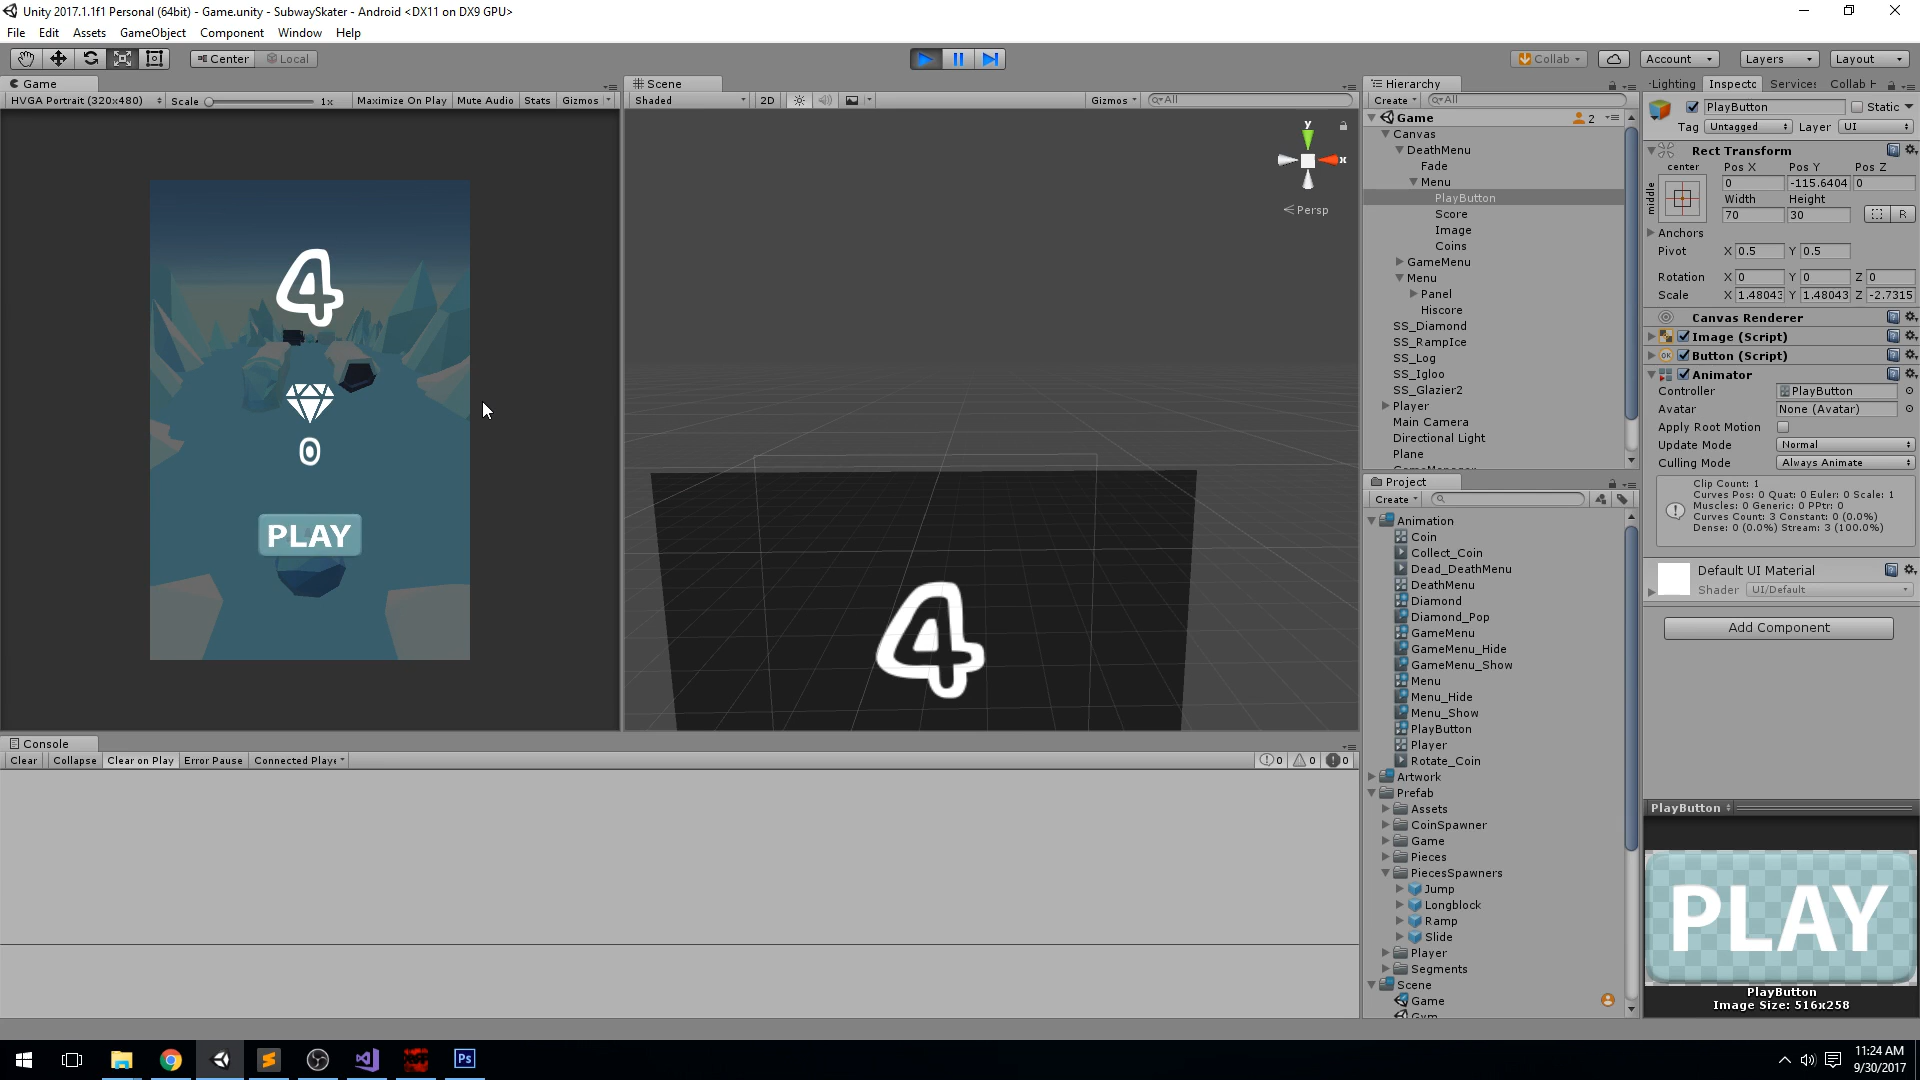 Unity 2017.1.1f1 Personal (64bit) - Game.unity - SubwaySkater - Android <DX11 on DX9 GPU>
File Edit Assets GameObject Component Window Help
Center Local
Collab Account Layers Layout
Game
HVGA Portrait (320x480) Scale 1x Maximize On Play Mute Audio Stats Gizmos
4
0
PLAY
Scene
Shaded 2D Gizmos All
y
x
Persp
4
Console
Clear Collapse Clear on Play Error Pause Connected Playe
0 0 0
Hierarchy
Create All
Game 2
Canvas
DeathMenu
Fade
Menu
PlayButton
Score
Image
Coins
GameMenu
Menu
Panel
Hiscore
SS_Diamond
SS_RampIce
SS_Log
SS_Igloo
SS_Glazier2
Player
Main Camera
Directional Light
Plane
GameManager
Project
Create
Animation
Coin
Collect_Coin
Dead_DeathMenu
DeathMenu
Diamond
Diamond_Pop
GameMenu
GameMenu_Hide
GameMenu_Show
Menu
Menu_Hide
Menu_Show
PlayButton
Player
Rotate_Coin
Artwork
Prefab
Assets
CoinSpawner
Game
Pieces
PiecesSpawners
Jump
Longblock
Ramp
Slide
Player
Segments
Scene
Game
Gym
Lighting Inspecto Services Collab H
PlayButton Static
Tag Untagged Layer UI
Rect Transform
center Pos X Pos Y Pos Z
middle 0 -115.6404 0
Width Height
70 30 R
Anchors
Pivot X 0.5 Y 0.5
Rotation X 0 Y 0 Z 0
Scale X 1.48043 Y 1.48043 Z -2.7315
Canvas Renderer
Image (Script)
OK Button (Script)
Animator
Controller PlayButton
Avatar None (Avatar)
Apply Root Motion
Update Mode Normal
Culling Mode Always Animate
Clip Count: 1
Curves Pos: 0 Quat: 0 Euler: 0 Scale: 1
Muscles: 0 Generic: 0 PPtr: 0
Curves Count: 3 Constant: 0 (0.0%)
Dense: 0 (0.0%) Stream: 3 (100.0%)
Default UI Material
Shader UI/Default
Add Component
PlayButton
PLAY
PlayButton
Image Size: 516x258
Ps
11:24 AM
9/30/2017